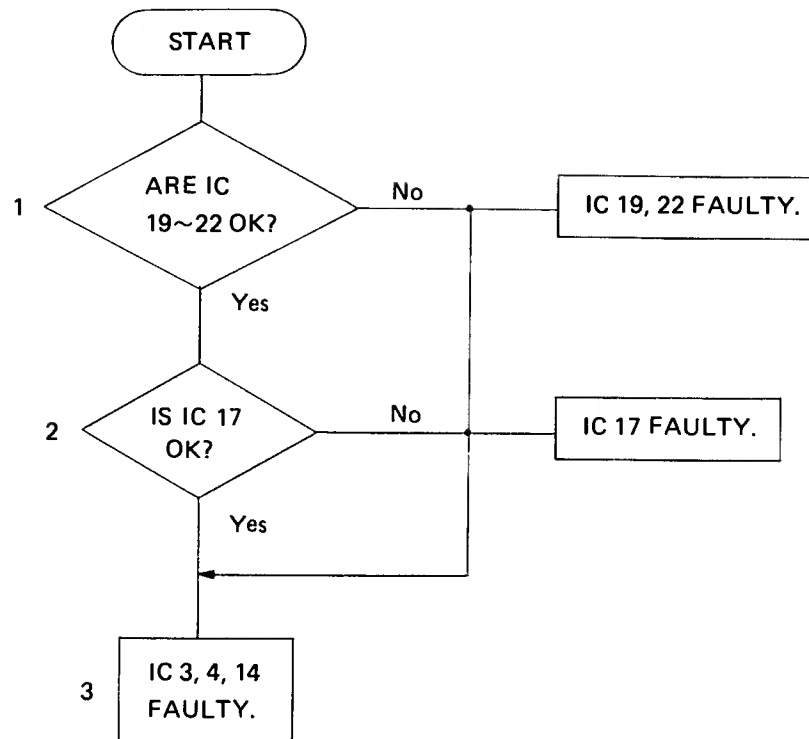 START
1
ARE IC
19~22 OK?
No
IC 19, 22 FAULTY.
Yes
2
IS IC 17
OK?
No
IC 17 FAULTY.
Yes
3
IC 3, 4, 14
FAULTY.